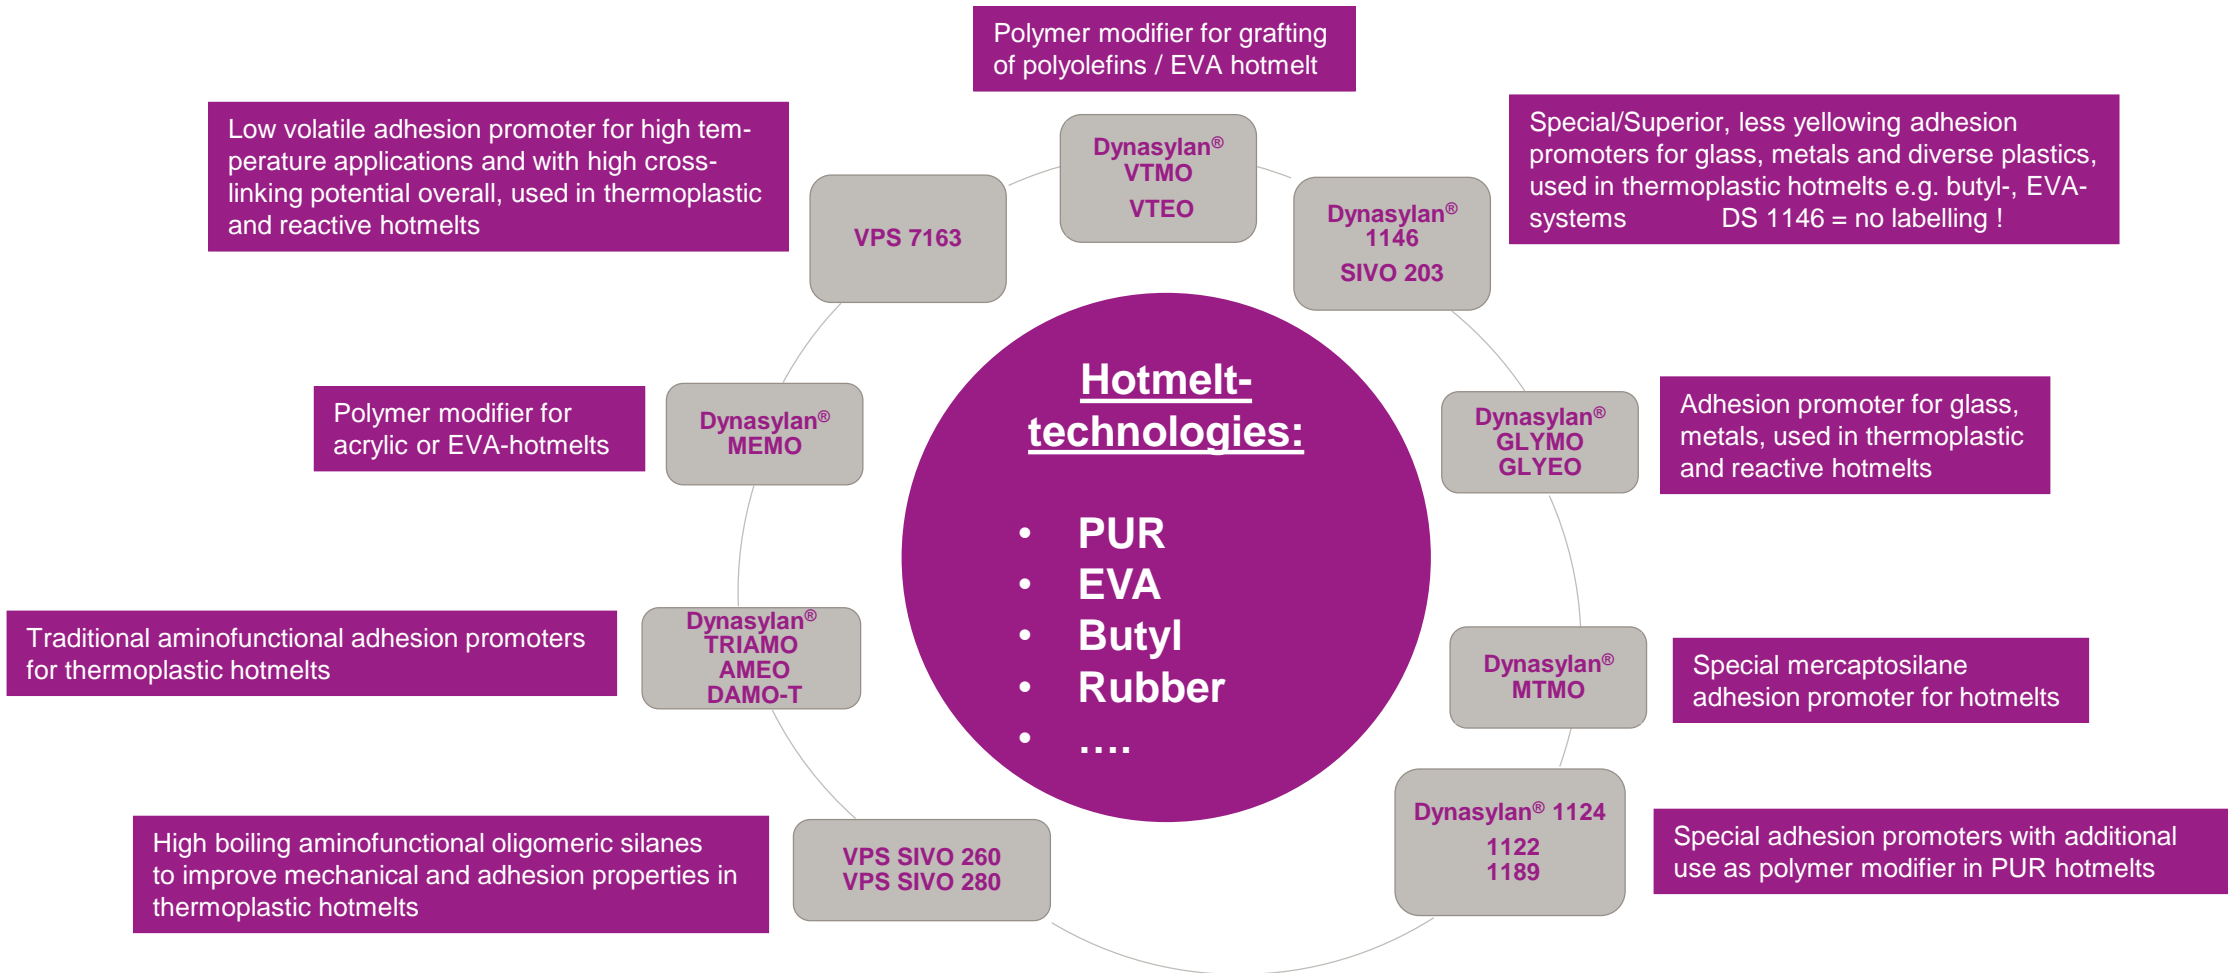 Polymer modifier for grafting
of polyolefins / EVA hotmelt
Dynasylan®
VTMO
VTEO
Special/Superior, less yellowing adhesion
promoters for glass, metals and diverse plastics,
used in thermoplastic hotmelts e.g. butyl-, EVA-
systems DS 1146 = no labelling !
Dynasylan®
1146
SIVO 203
Adhesion promoter for glass,
metals, used in thermoplastic
and reactive hotmelts
Dynasylan®
GLYMO
GLYEO
Special mercaptosilane
adhesion promoter for hotmelts
Dynasylan®
MTMO
Special adhesion promoters with additional
use as polymer modifier in PUR hotmelts
Dynasylan® 1124
1122
1189
High boiling aminofunctional oligomeric silanes
to improve mechanical and adhesion properties in
thermoplastic hotmelts
VPS SIVO 260
VPS SIVO 280
Traditional aminofunctional adhesion promoters
for thermoplastic hotmelts
Dynasylan®
TRIAMO
AMEO
DAMO-T
Polymer modifier for
acrylic or EVA-hotmelts
Dynasylan®
MEMO
Low volatile adhesion promoter for high tem-
perature applications and with high cross-
linking potential overall, used in thermoplastic
and reactive hotmelts
VPS 7163
Hotmelt-
technologies:
• PUR
• EVA
• Butyl
• Rubber
• ....